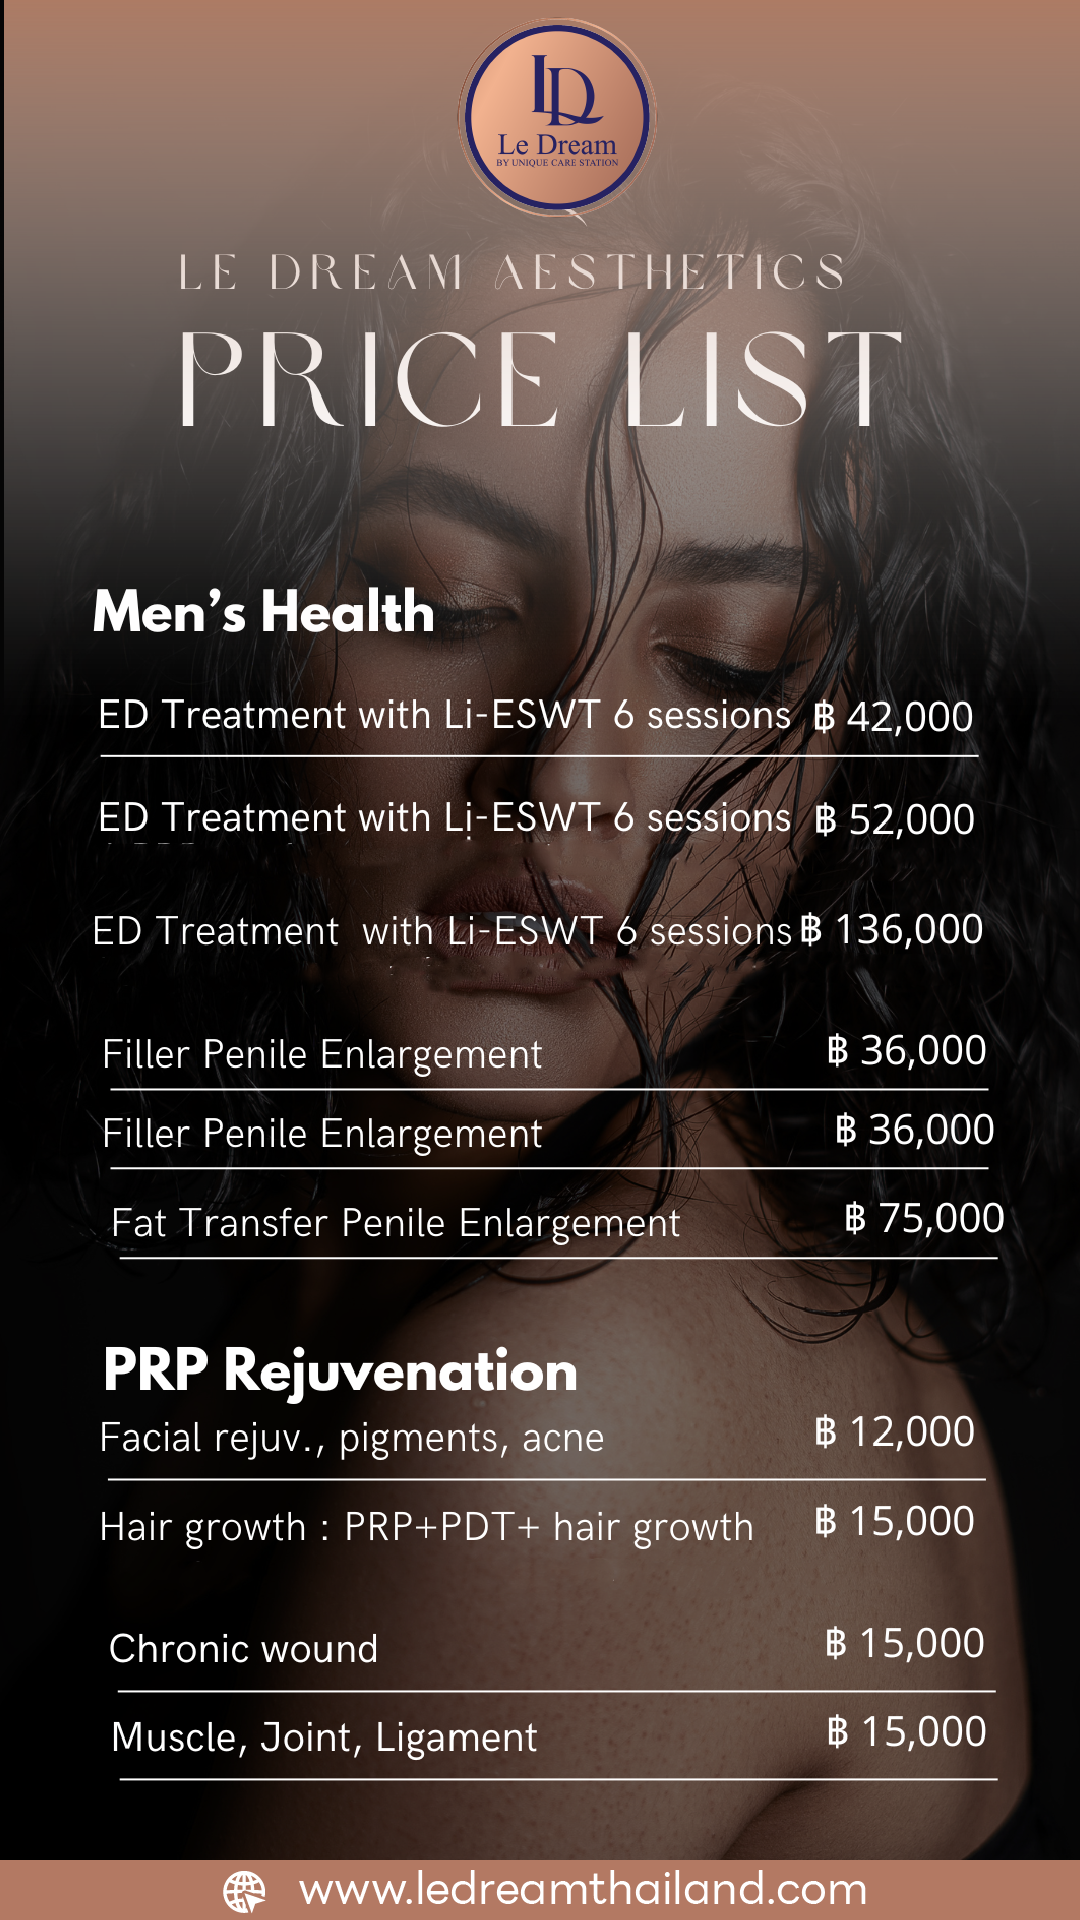 LD
Le Dream
BY UNIQUE CARE STATION
LE DREAM AESTHETICS
PRICE LIST
Men's Health
ED Treatment with Li-ESWT 6 sessions ฿ 42,000
ED Treatment with Li-ESWT 6 sessions ฿ 52,000
ED Treatment with Li-ESWT 6 sessions ฿ 136,000
Filler Penile Enlargement ฿ 36,000
Filler Penile Enlargement ฿ 36,000
Fat Transfer Penile Enlargement ฿ 75,000
PRP Rejuvenation
Facial rejuv., pigments, acne ฿ 12,000
Hair growth : PRP+PDT+ hair growth ฿ 15,000
Chronic wound ฿ 15,000
Muscle, Joint, Ligament ฿ 15,000
www.ledreamthailand.com